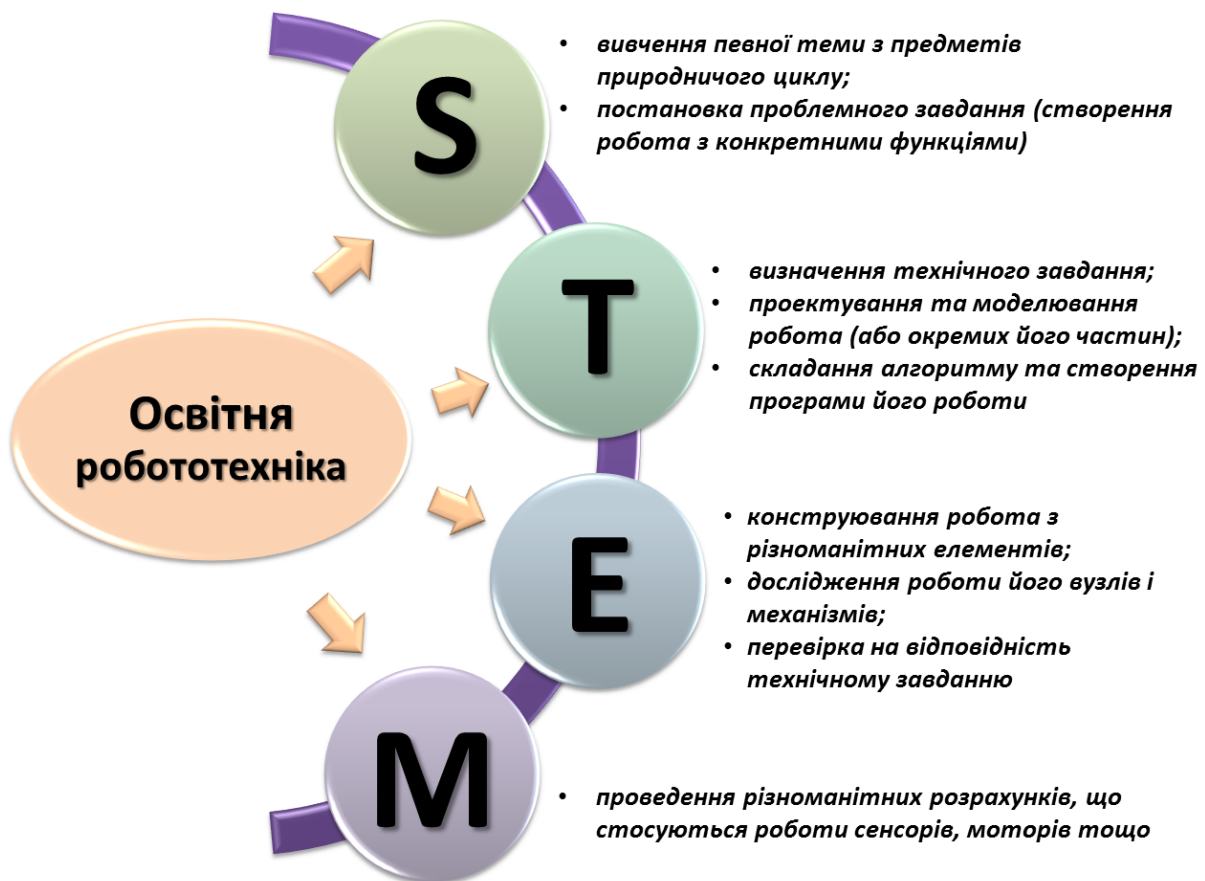 Освітня
робототехніка
S
• вивчення певної теми з предметів
природничого циклу;
• постановка проблемного завдання (створення
робота з конкретними функціями)
T
• визначення технічного завдання;
• проектування та моделювання
робота (або окремих його частин);
• складання алгоритму та створення
програми його роботи
E
• конструювання робота з
різноманітних елементів;
• дослідження роботи його вузлів і
механізмів;
• перевірка на відповідність
технічному завданню
M
• проведення різноманітних розрахунків, що
стосуються роботи сенсорів, моторів тощо